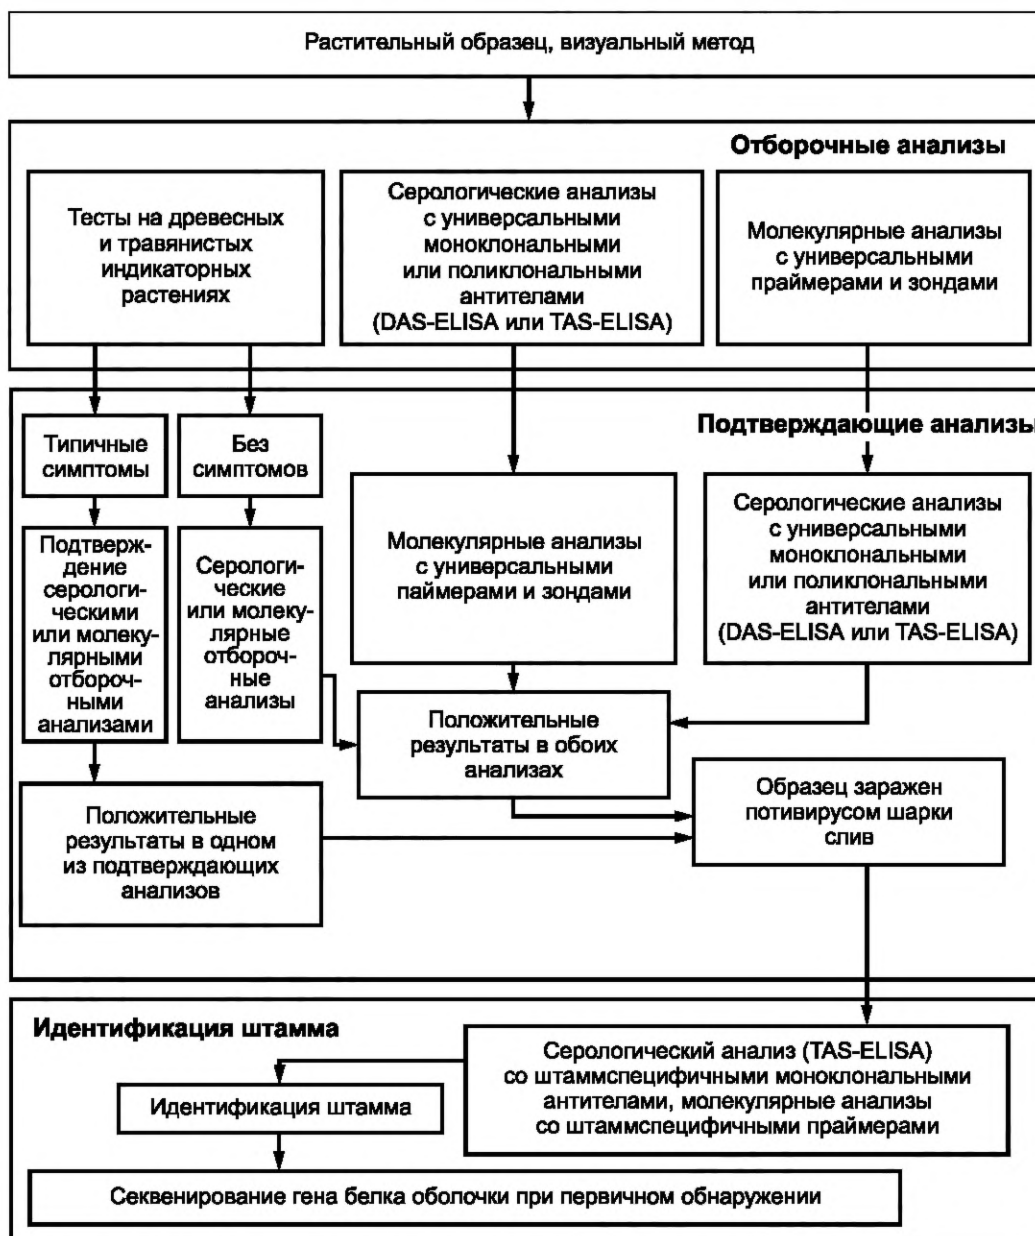 Растительный образец, визуальный метод
Отборочные анализы
Тесты на древесных
и травянистых
индикаторных
растениях
Серологические анализы
с универсальными
моноклональными
или поликлональными
антителами
(DAS-ELISA или TAS-ELISA)
Молекулярные анализы
с универсальными
праймерами и зондами
Подтверждающие анализы
Типичные
симптомы
Без
симптомов
Подтверж-
дение
серологи-
ческими
или молеку-
лярными
отбороч-
ными
анализами
Серологи-
ческие
или молеку-
лярные
отбороч-
ные
анализы
Молекулярные анализы
с универсальными
паймерами и зондами
Серологические анализы
с универсальными
моноклональными
или поликлональными
антителами
(DAS-ELISA или TAS-ELISA)
Положительные
результаты в обоих
анализах
Положительные
результаты в одном
из подтверждающих
анализов
Образец заражен
потивирусом шарки
слив
Идентификация штамма
Серологический анализ (TAS-ELISA)
со штаммспецифичными моноклональными
антителами, молекулярные анализы
со штаммспецифичными праймерами
Идентификация штамма
Секвенирование гена белка оболочки при первичном обнаружении